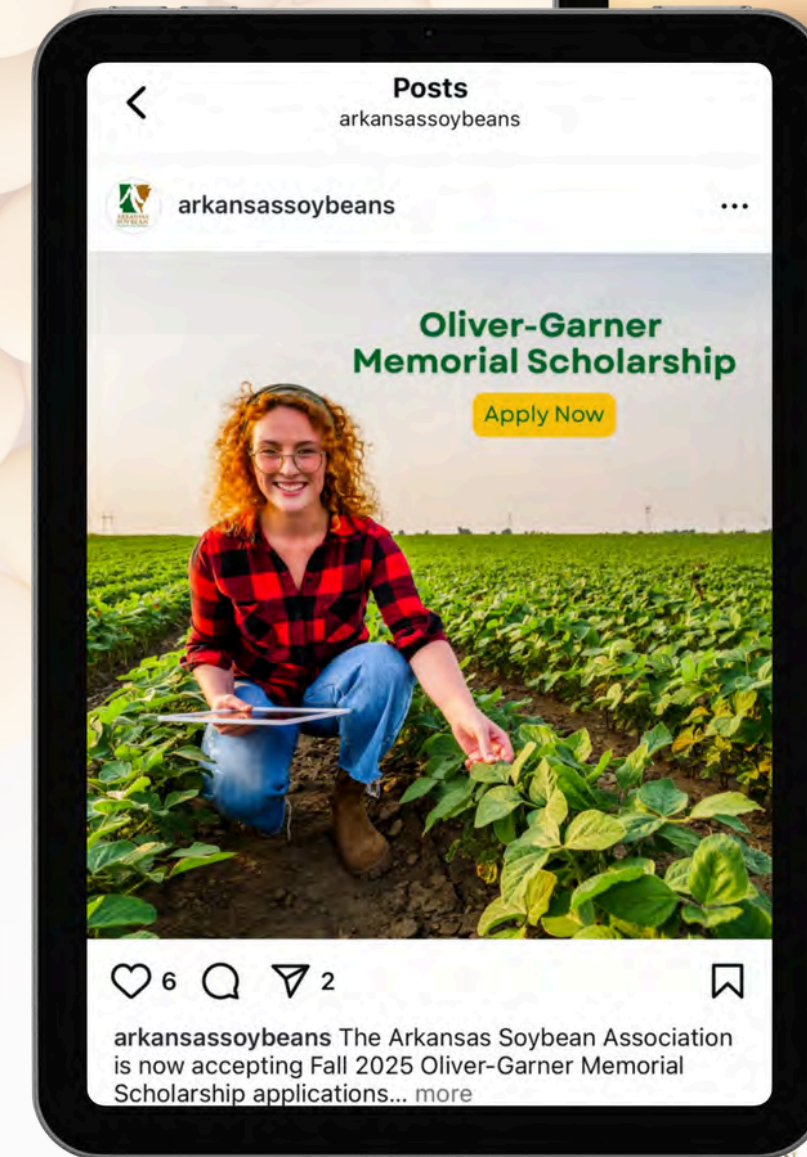 Posts
arkansassoybeans
arkansassoybeans
Oliver-Garner
Memorial Scholarship
Apply Now
6
2
arkansassoybeans The Arkansas Soybean Association
is now accepting Fall 2025 Oliver-Garner Memorial
Scholarship applications... more